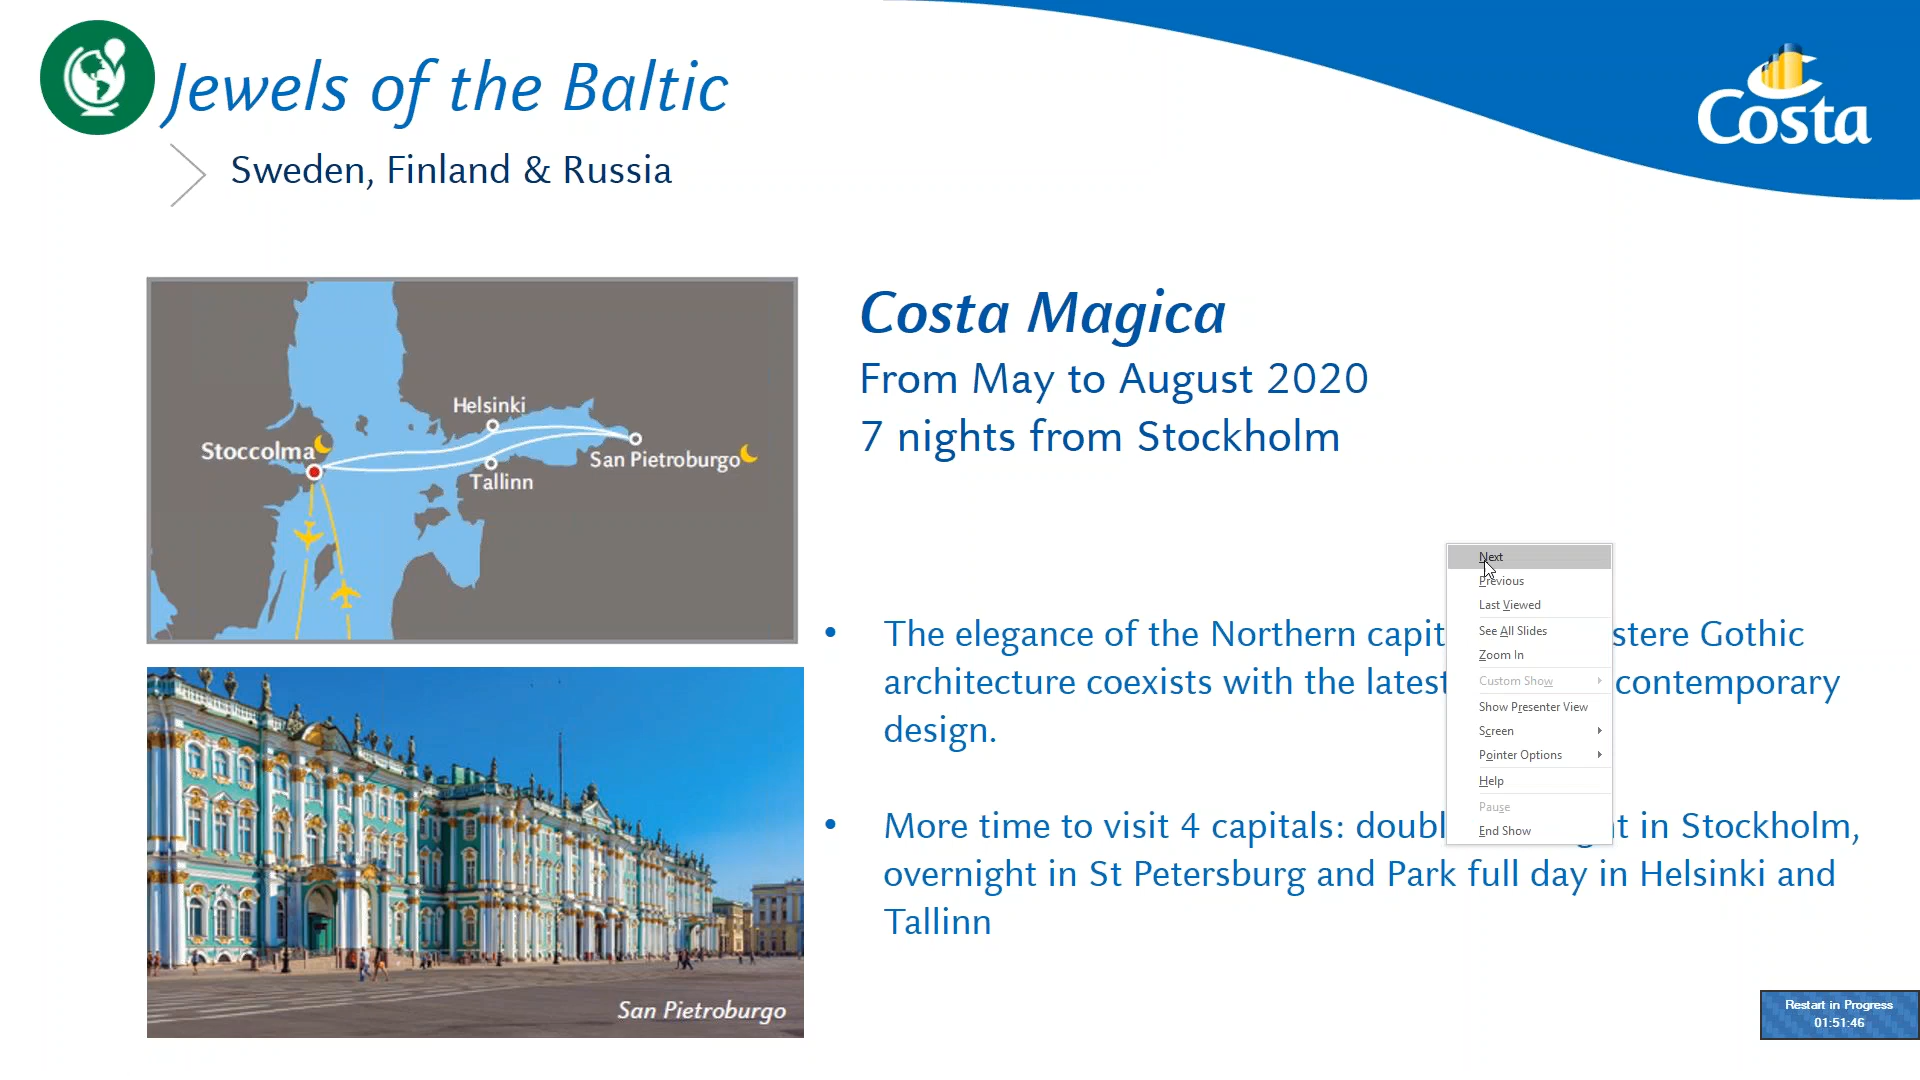 Jewels of the Baltic
Costa
Sweden, Finland & Russia
Costa Magica
From May to August 2020
7 nights from Stockholm
Helsinki
Stoccolma
San Pietroburgo
Tallinn
Next
Previous
Last Viewed
See All Slides
Zoom In
Custom Show
Show Presenter View
Screen
Pointer Options
Help
Pause
End Show
The elegance of the Northern stere Gothic
architecture coexists with the latest contemporary
design.
More time to visit 4 capitals: in Stockholm,
overnight in St Petersburg and Park full day in Helsinki and
Tallinn
San Pietroburgo
Restart in Progress
01:51:46